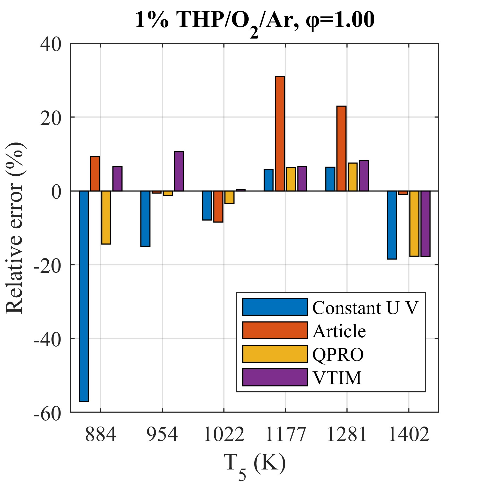 1% THP/O₂/Ar, φ=1.00
Relative error (%)
40
20
0
-20
-40
-60
Constant U V
Article
QPRO
VTIM
884 954 1022 1177 1281 1402
T₅ (K)